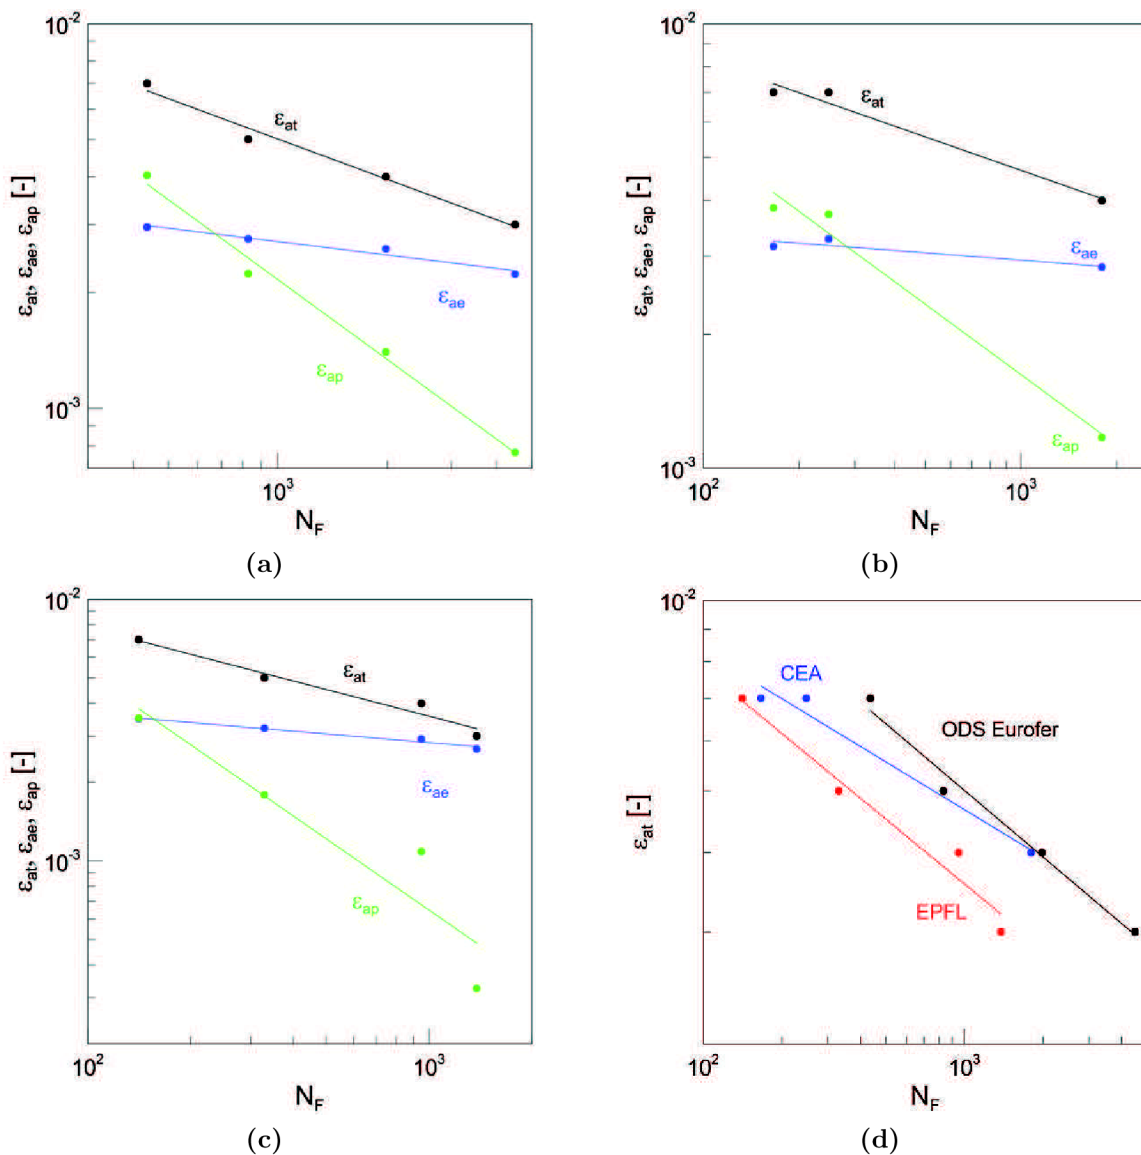 10⁻²
ε_at
ε_ae
ε_ap
10⁻³
ε_at, ε_ae, ε_ap [-]
10³
N_F
(a)
10⁻²
ε_at
ε_ae
ε_ap
10⁻³
ε_at, ε_ae, ε_ap [-]
10² 10³
N_F
(b)
10⁻²
ε_at
ε_ae
ε_ap
10⁻³
ε_at, ε_ae, ε_ap [-]
10² 10³
N_F
(c)
10⁻²
CEA
ODS Eurofer
EPFL
ε_at [-]
10² 10³
N_F
(d)